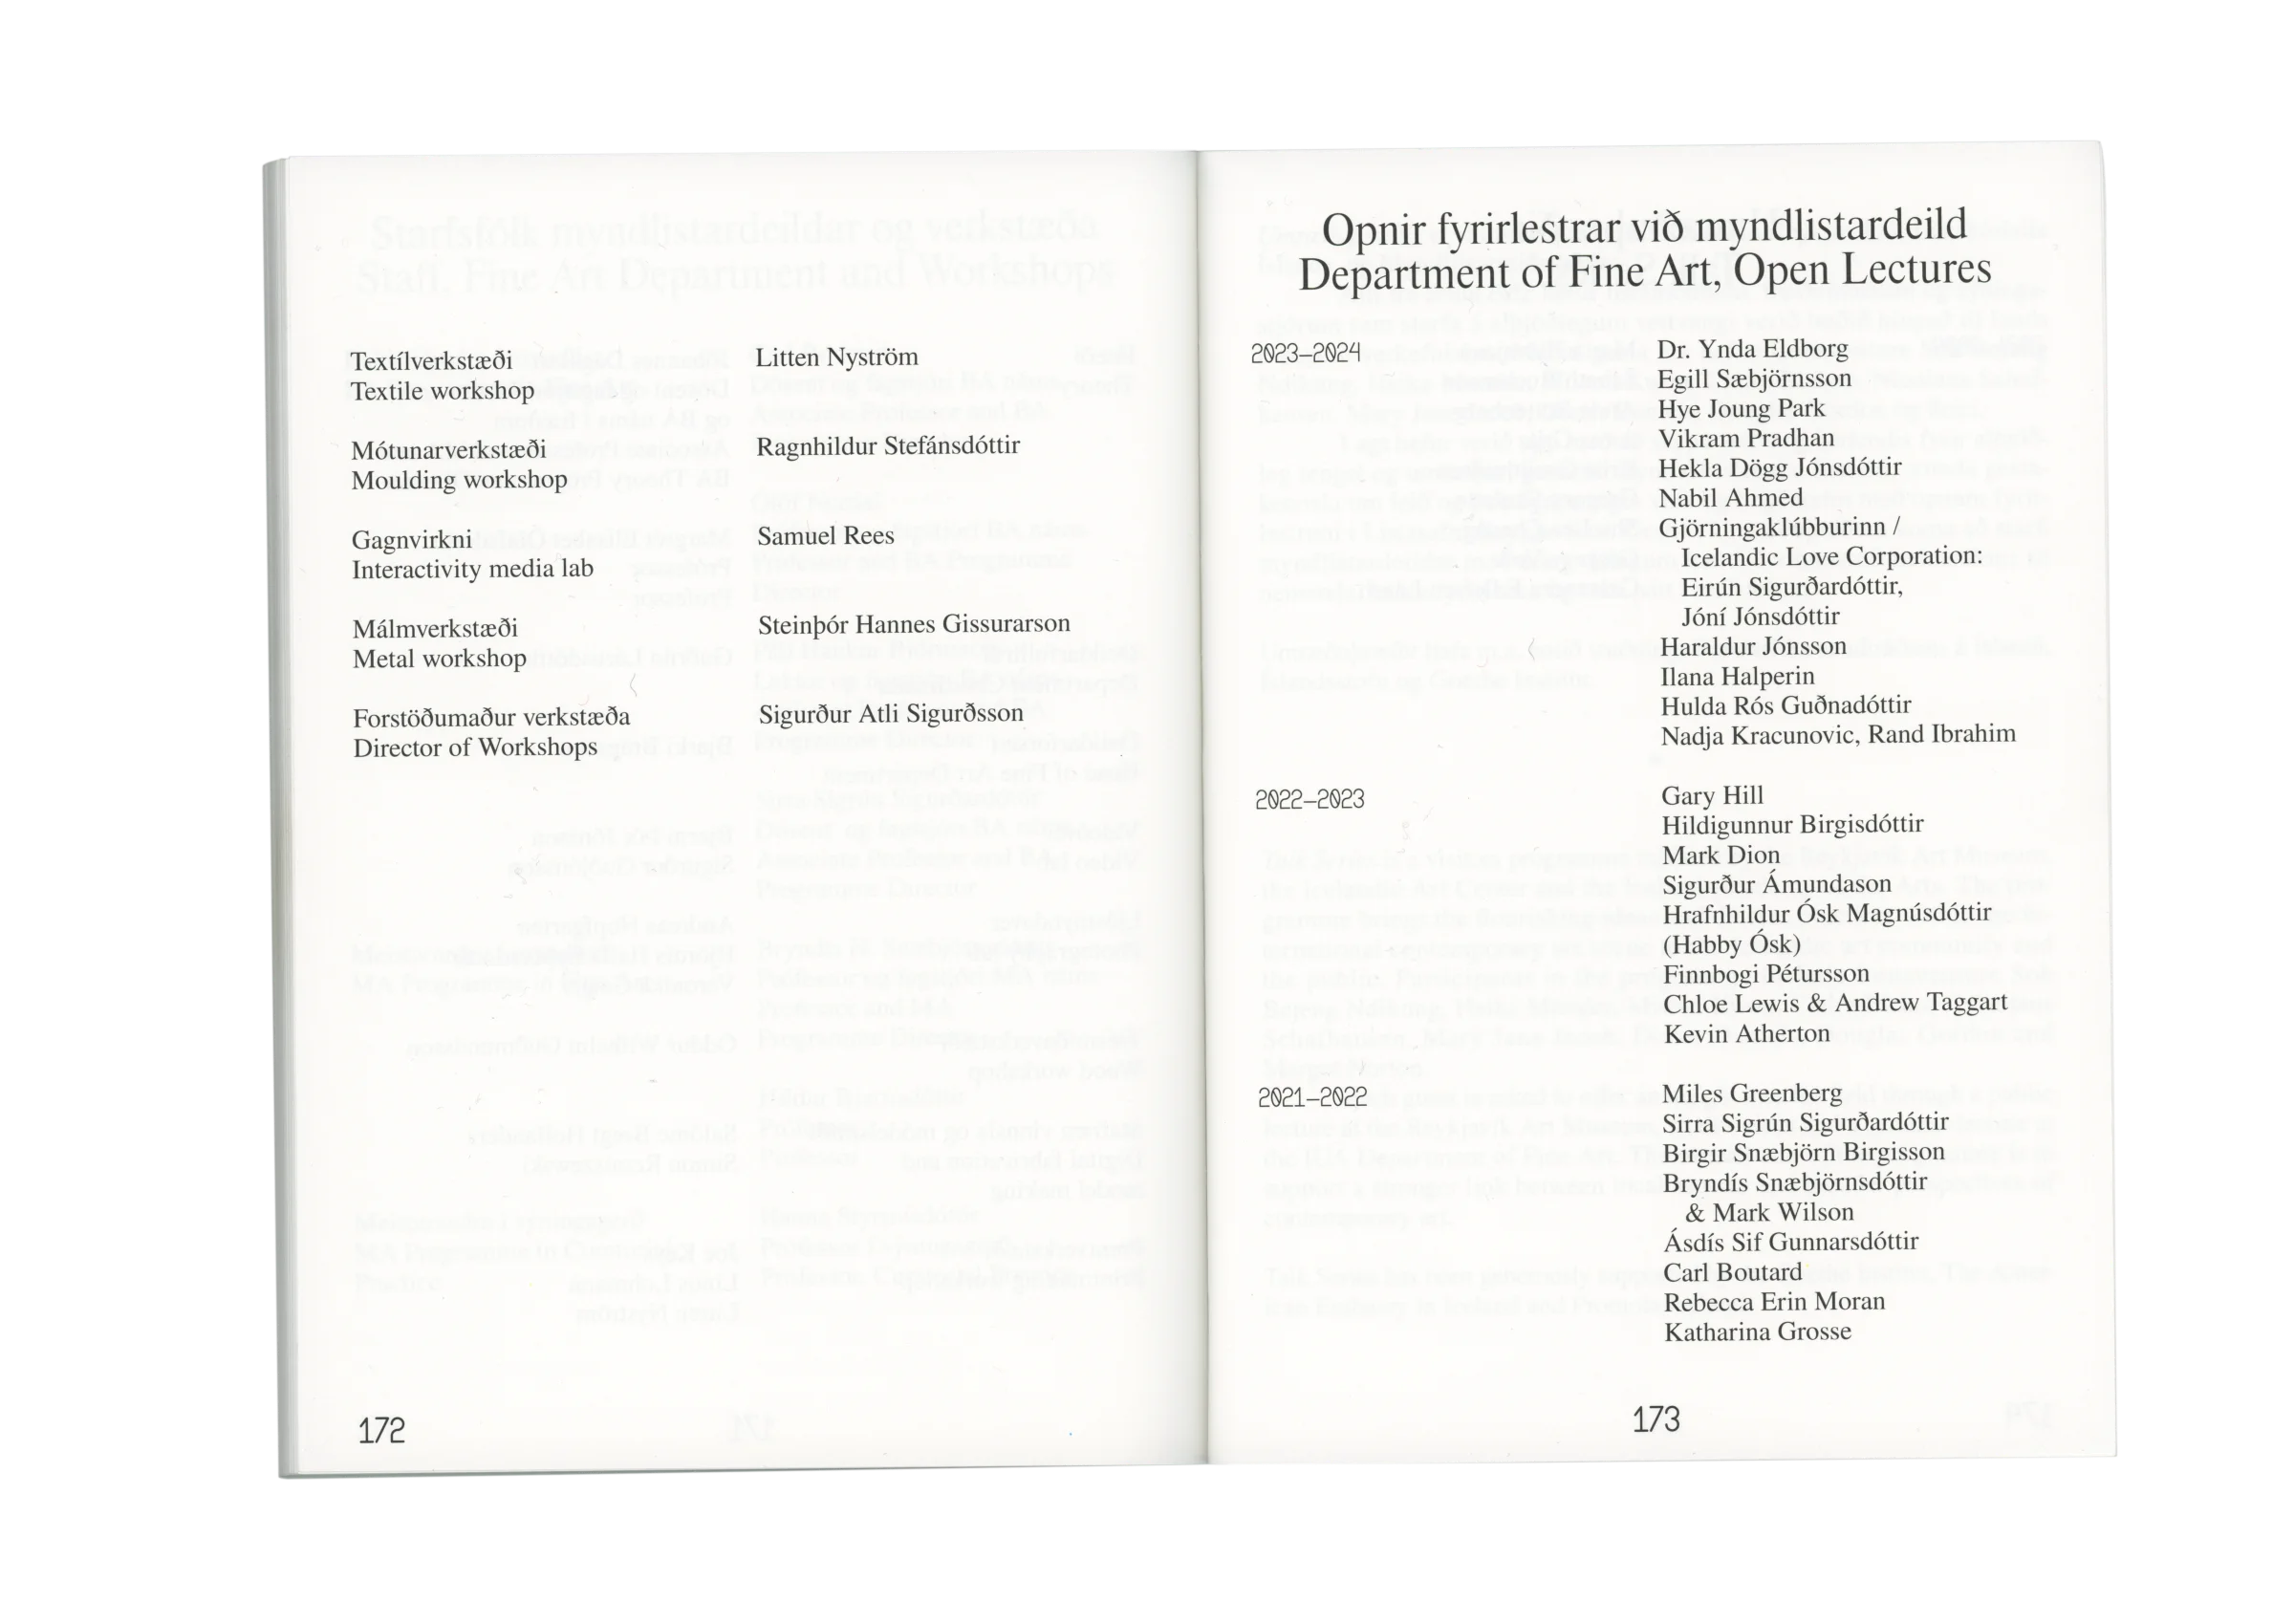 Textílverkstæði
Textile workshop
Litten Nyström
Mótunarverkstæði
Moulding workshop
Ragnhildur Stefánsdóttir
Gagnvirkni
Interactivity media lab
Samuel Rees
Málmverkstæði
Metal workshop
Steinþór Hannes Gissurarson
Forstöðumaður verkstæða
Director of Workshops
Sigurður Atli Sigurðsson
172
Opnir fyrirlestrar við myndlistardeild
Department of Fine Art, Open Lectures
2023–2024
Dr. Ynda Eldborg
Egill Sæbjörnsson
Hye Joung Park
Vikram Pradhan
Hekla Dögg Jónsdóttir
Nabil Ahmed
Gjörningaklúbburinn /
Icelandic Love Corporation:
Eirún Sigurðardóttir,
Jóní Jónsdóttir
Haraldur Jónsson
Ilana Halperin
Hulda Rós Guðnadóttir
Nadja Kracunovic, Rand Ibrahim
2022–2023
Gary Hill
Hildigunnur Birgisdóttir
Mark Dion
Sigurður Ámundason
Hrafnhildur Ósk Magnúsdóttir
(Habby Ósk)
Finnbogi Pétursson
Chloe Lewis & Andrew Taggart
Kevin Atherton
2021–2022
Miles Greenberg
Sirra Sigrún Sigurðardóttir
Birgir Snæbjörn Birgisson
Bryndís Snæbjörnsdóttir
& Mark Wilson
Ásdís Sif Gunnarsdóttir
Carl Boutard
Rebecca Erin Moran
Katharina Grosse
173